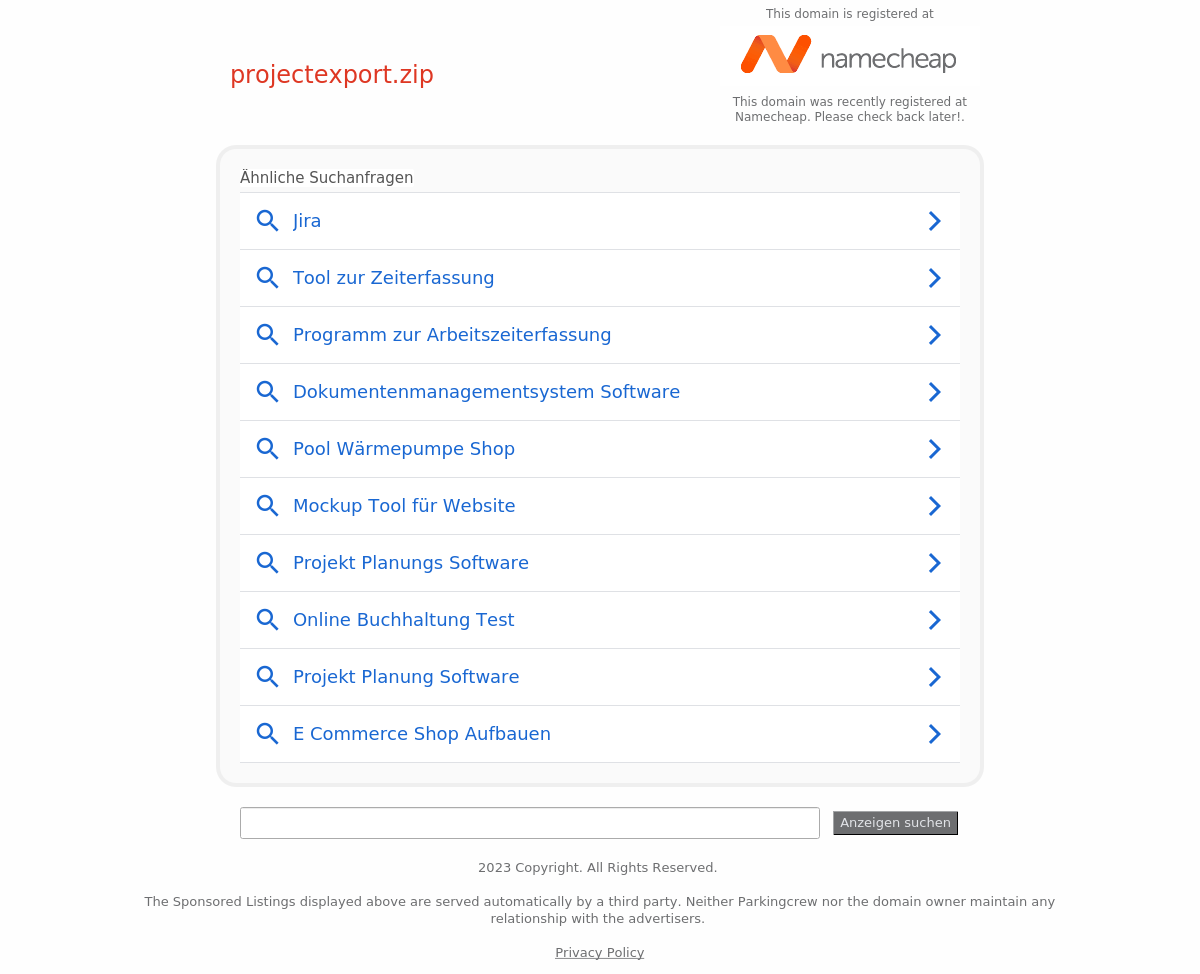 This domain is registered at
namecheap
projectexport.zip
This domain was recently registered at
Namecheap. Please check back later!.
Ähnliche Suchanfragen
Jira
Tool zur Zeiterfassung
Programm zur Arbeitszeiterfassung
Dokumentenmanagementsystem Software
Pool Wärmepumpe Shop
Mockup Tool für Website
Projekt Planungs Software
Online Buchhaltung Test
Projekt Planung Software
E Commerce Shop Aufbauen
Anzeigen suchen
2023 Copyright. All Rights Reserved.
The Sponsored Listings displayed above are served automatically by a third party. Neither Parkingcrew nor the domain owner maintain any
relationship with the advertisers.
Privacy Policy